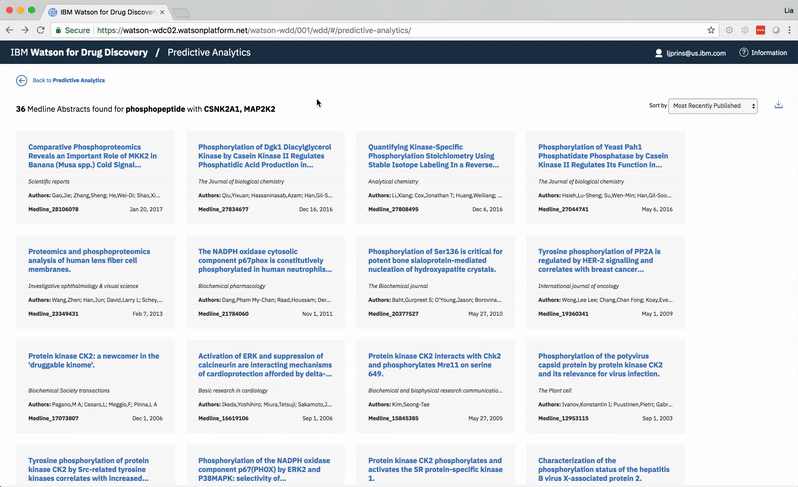 IBM Watson for Drug Discovery
Lia
Secure https://watson-wdc02.watsonplatform.net/watson-wdd/001/wdd/#/predictive-analytics/
IBM Watson for Drug Discovery / Predictive Analytics
ljprins@us.ibm.com
Information
Back to Predictive Analytics
36 Medline Abstracts found for phosphopeptide with CSNK2A1, MAP2K2
Sort by
Most Recently Published
Comparative Phosphoproteomics
Reveals an Important Role of MKK2 in
Banana (Musa spp.) Cold Signal...
Scientific reports
Authors: Gao,Jie; Zhang,Sheng; He,Wei-Di; Shao,Xi...
Medline_28106078
Jan 20, 2017
Phosphorylation of Dgk1 Diacylglycerol
Kinase by Casein Kinase II Regulates
Phosphatidic Acid Production in...
The Journal of biological chemistry
Authors: Qiu,Yixuan; Hassaninasab,Azam; Han,Gil-S...
Medline_27834677
Dec 16, 2016
Quantifying Kinase-Specific
Phosphorylation Stoichiometry Using
Stable Isotope Labeling In a Reverse...
Analytical chemistry
Authors: Li,Xiang; Cox,Jonathan T; Huang,Weiliang; ...
Medline_27808495
Dec 6, 2016
Phosphorylation of Yeast Pah1
Phosphatidate Phosphatase by Casein
Kinase II Regulates Its Function in...
The Journal of biological chemistry
Authors: Hsieh,Lu-Sheng; Su,Wen-Min; Han,Gil-Soo...
Medline_27044741
May 6, 2016
Proteomics and phosphoproteomics
analysis of human lens fiber cell
membranes.
Investigative ophthalmology & visual science
Authors: Wang,Zhen; Han,Jun; David,Larry L; Schey,...
Medline_23349431
Feb 7, 2013
The NADPH oxidase cytosolic
component p67phox is constitutively
phosphorylated in human neutrophils...
Biochemical pharmacology
Authors: Dang,Pham My-Chan; Raad,Houssam; Der...
Medline_21784060
Nov 1, 2011
Phosphorylation of Ser136 is critical for
potent bone sialoprotein-mediated
nucleation of hydroxyapatite crystals.
The Biochemical journal
Authors: Baht,Gurpreet S; O'Young,Jason; Borovina...
Medline_20377527
May 27, 2010
Tyrosine phosphorylation of PP2A is
regulated by HER-2 signalling and
correlates with breast cancer...
International journal of oncology
Authors: Wong,Lee Lee; Chang,Chan Fong; Koay,Eve...
Medline_19360341
May 1, 2009
Protein kinase CK2: a newcomer in the
'druggable kinome'.
Biochemical Society transactions
Authors: Pagano,M A; Cesaro,L; Meggio,F; Pinna,L A
Medline_17073807
Dec 1, 2006
Activation of ERK and suppression of
calcineurin are interacting mechanisms
of cardioprotection afforded by delta-...
Basic research in cardiology
Authors: Ikeda,Yoshihiro; Miura,Tetsuji; Sakamoto,J...
Medline_16619106
Sep 1, 2006
Protein kinase CK2 interacts with Chk2
and phosphorylates Mre11 on serine
649.
Biochemical and biophysical research communicatio...
Authors: Kim,Seong-Tae
Medline_15845385
May 27, 2005
Phosphorylation of the potyvirus
capsid protein by protein kinase CK2
and its relevance for virus infection.
The Plant cell
Authors: Ivanov,Konstantin I; Puustinen,Pietri; Gabr...
Medline_12953115
Sep 1, 2003
Tyrosine phosphorylation of protein
kinase CK2 by Src-related tyrosine
kinases correlates with increased...
Phosphorylation of the NADPH oxidase
component p67(PHOX) by ERK2 and
P38MAPK: selectivity of...
Protein kinase CK2 phosphorylates and
activates the SR protein-specific kinase
1.
Characterization of the
phosphorylation status of the hepatitis
B virus X-associated protein 2.